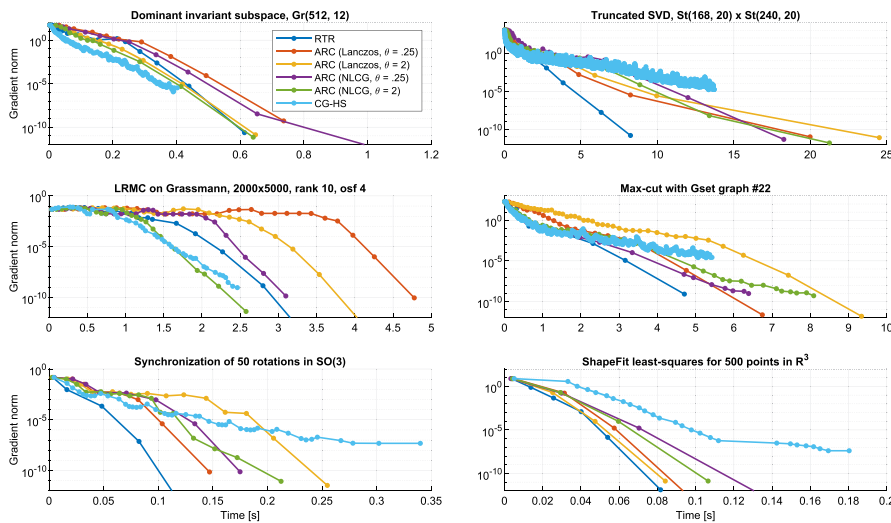 Dominant invariant subspace, Gr(512, 12)
Gradient norm
10^0
10^-5
10^-10
0 0.2 0.4 0.6 0.8 1 1.2
RTR
ARC (Lanczos, θ = .25)
ARC (Lanczos, θ = 2)
ARC (NLCG, θ = .25)
ARC (NLCG, θ = 2)
CG-HS
Truncated SVD, St(168, 20) x St(240, 20)
10^0
10^-5
10^-10
0 5 10 15 20 25
LRMC on Grassmann, 2000x5000, rank 10, osf 4
Gradient norm
10^0
10^-5
10^-10
0 0.5 1 1.5 2 2.5 3 3.5 4 4.5 5
Max-cut with Gset graph #22
10^0
10^-5
10^-10
0 1 2 3 4 5 6 7 8 9 10
Synchronization of 50 rotations in SO(3)
Gradient norm
10^0
10^-5
10^-10
0 0.05 0.1 0.15 0.2 0.25 0.3 0.35
Time [s]
ShapeFit least-squares for 500 points in R^3
10^0
10^-5
10^-10
0 0.02 0.04 0.06 0.08 0.1 0.12 0.14 0.16 0.18 0.2
Time [s]